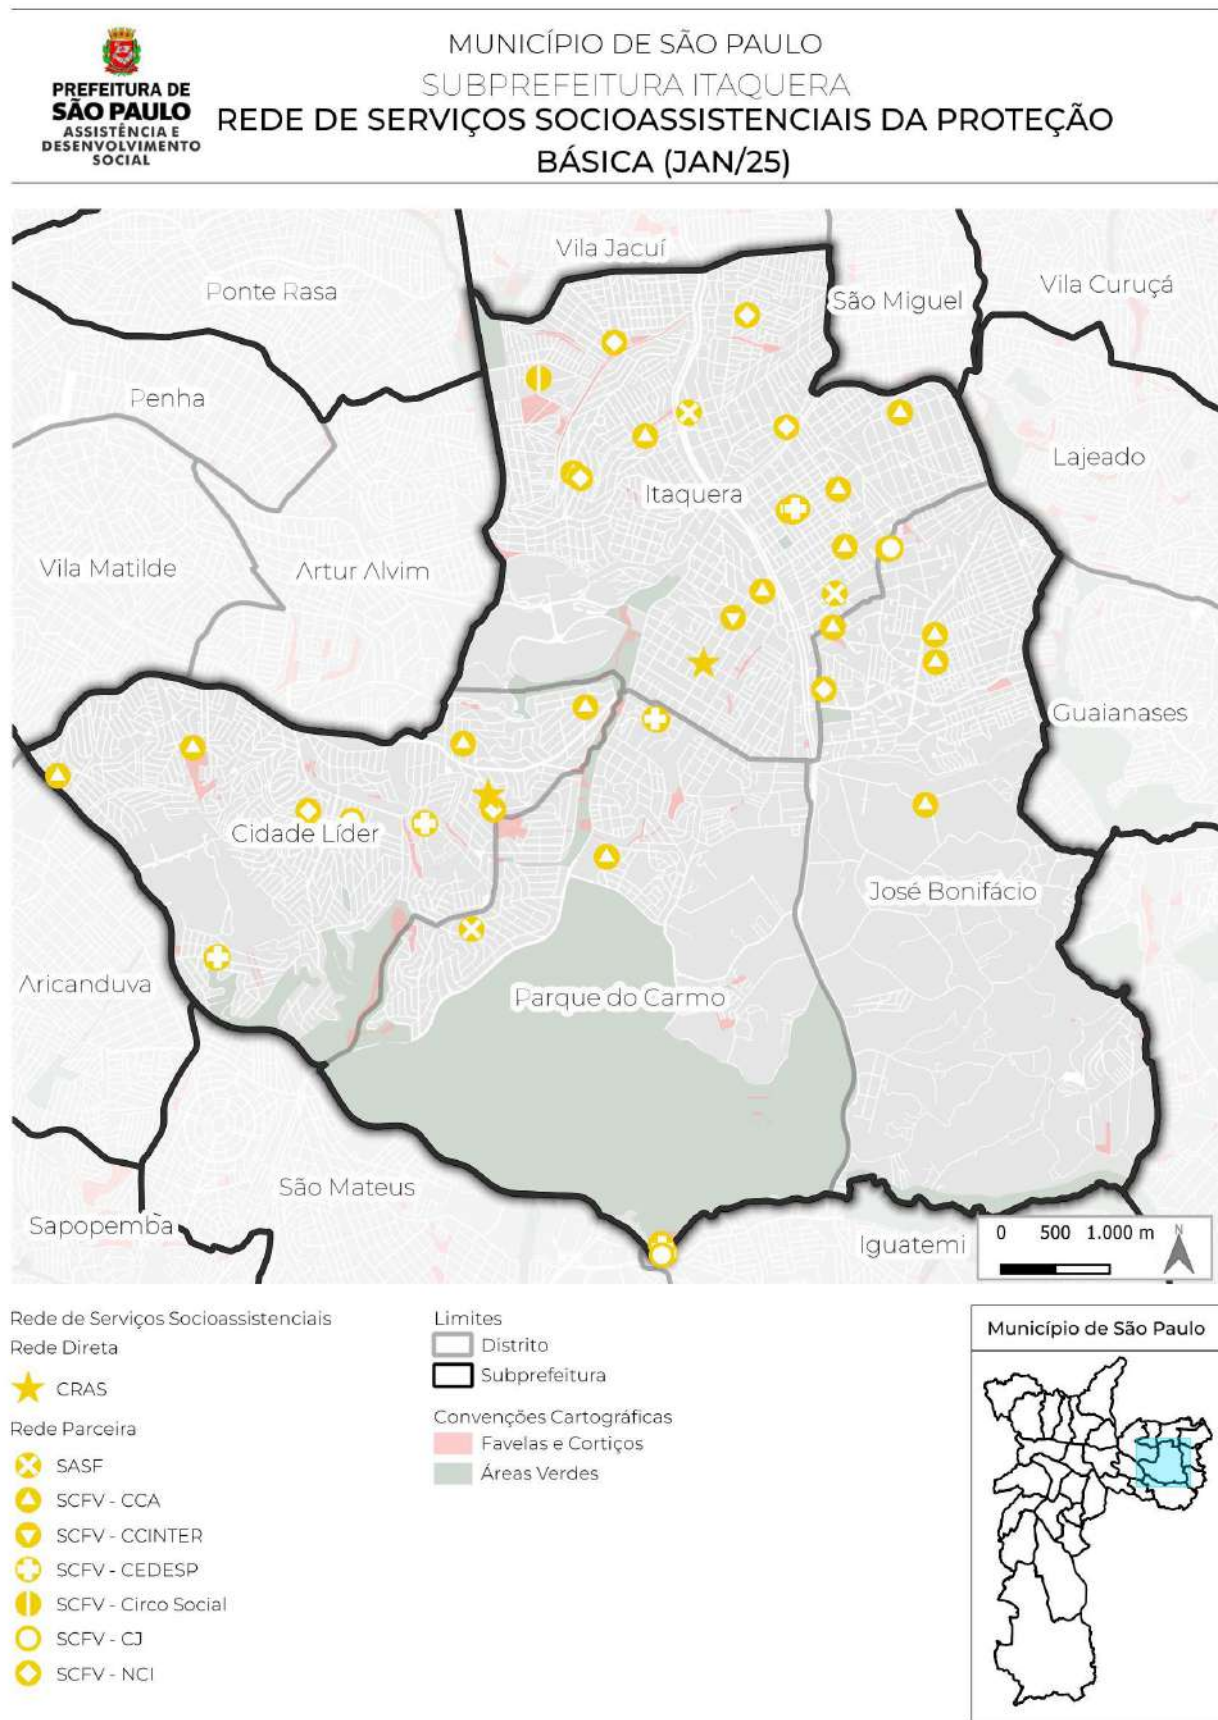 PREFEITURA DE
SÃO PAULO
ASSISTÊNCIA E
DESENVOLVIMENTO
SOCIAL
MUNICÍPIO DE SÃO PAULO
SUBPREFEITURA ITAQUERA
REDE DE SERVIÇOS SOCIOASSISTENCIAIS DA PROTEÇÃO
BÁSICA (JAN/25)
Vila Jacuí
Ponte Rasa
São Miguel
Vila Curuçá
Penha
Lajeado
Itaquera
Vila Matilde
Artur Alvim
Guaianases
Cidade Líder
José Bonifácio
Aricanduva
Parque do Carmo
São Mateus
Sapopemba
Iguatemi
0 500 1.000 m
N
Rede de Serviços Socioassistenciais
Rede Direta
CRAS
Rede Parceira
SASF
SCFV - CCA
SCFV - CCINTER
SCFV - CEDESP
SCFV - Circo Social
SCFV - CJ
SCFV - NCI
Limites
Distrito
Subprefeitura
Convenções Cartográficas
Favelas e Cortiços
Áreas Verdes
Município de São Paulo